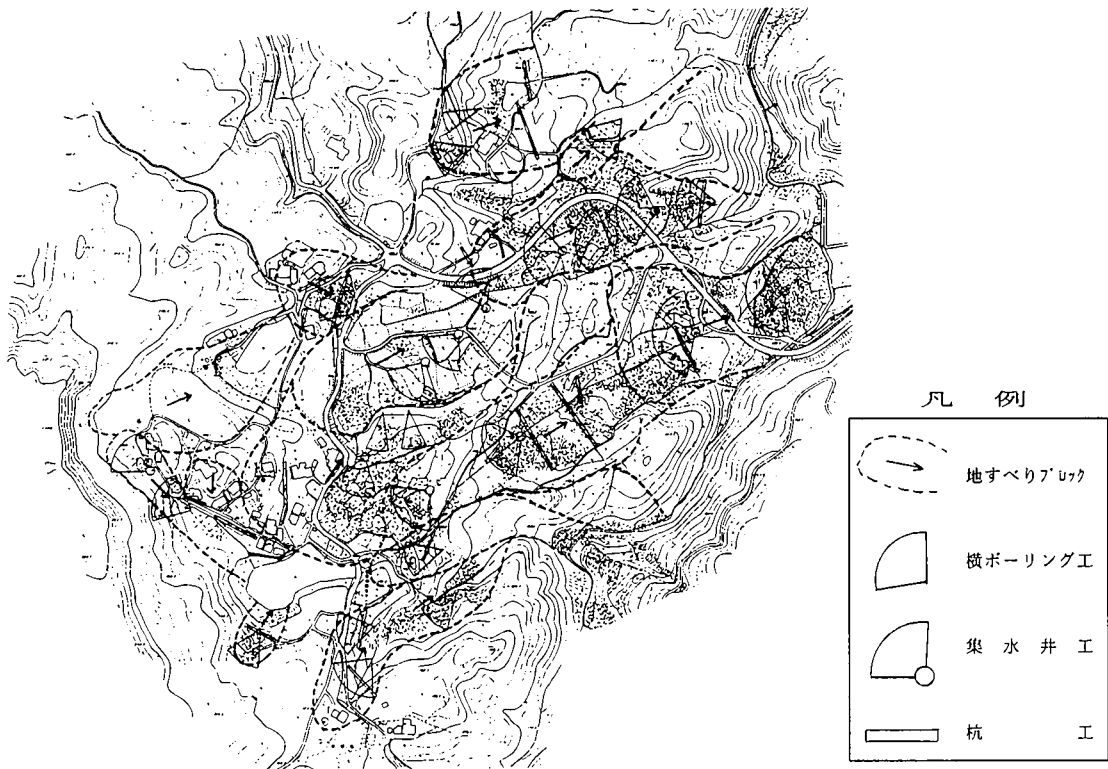 凡 例
地すべりブロック
横ボーリング工
集 水 井 工
杭 工